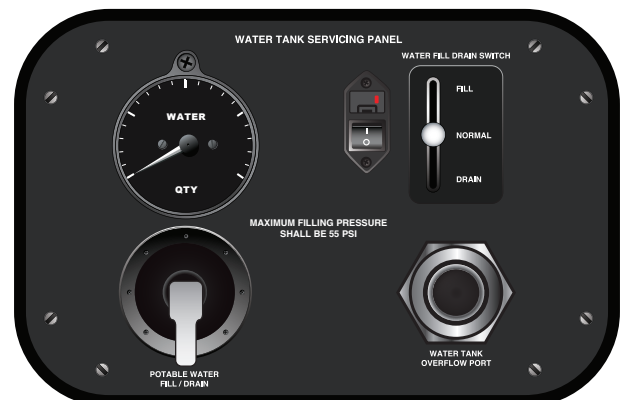 WATER TANK SERVICING PANEL
WATER FILL DRAIN SWITCH
WATER
QTY
I
O
FILL
NORMAL
DRAIN
MAXIMUM FILLING PRESSURE
SHALL BE 55 PSI
POTABLE WATER
FILL / DRAIN
WATER TANK
OVERFLOW PORT